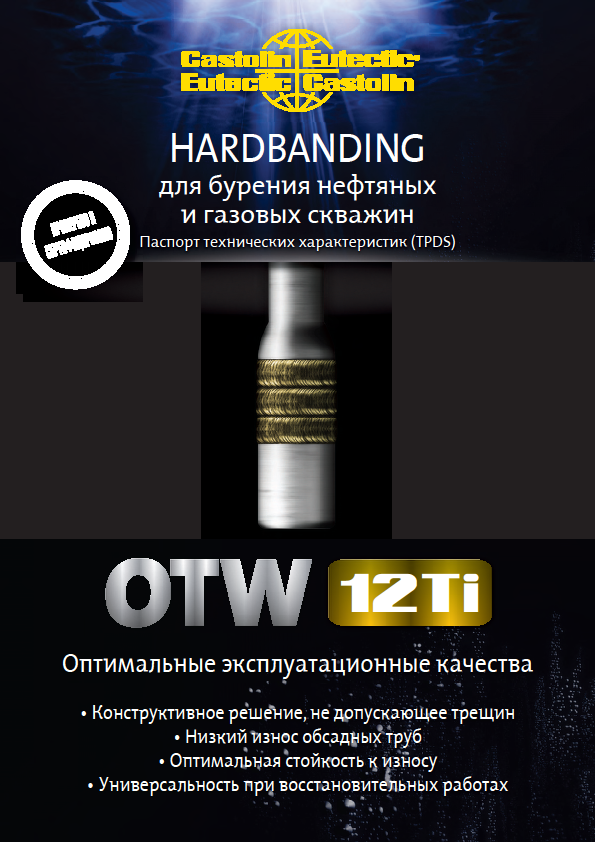 Castolin Eutectic®
Eutectic Castolin
HARDBANDING
для бурения нефтяных
и газовых скважин
Паспорт технических характеристик (TPDS)
OTW 12Ti
Оптимальные эксплуатационные качества
• Конструктивное решение, не допускающее трещин
• Низкий износ обсадных труб
• Оптимальная стойкость к износу
• Универсальность при восстановительных работах